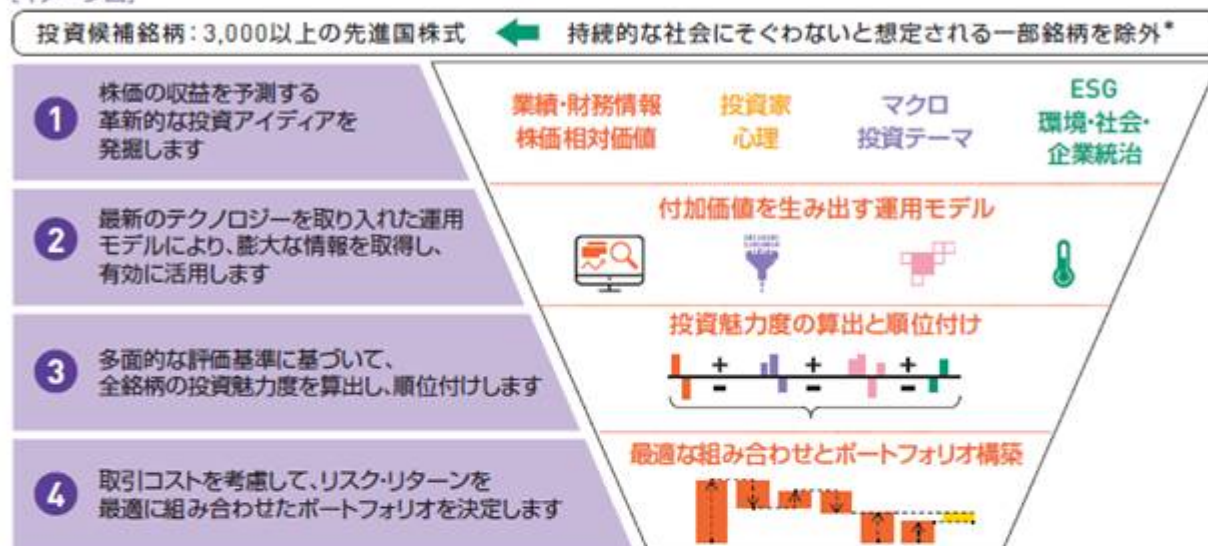 投資候補銘柄：3,000以上の先進国株式
持続的な社会にそぐわないと想定される一部銘柄を除外*
1
株価の収益を予測する
革新的な投資アイディアを
発掘します
業績・財務情報
株価相対価値
投資家
心理
マクロ
投資テーマ
ESG
環境・社会・
企業統治
2
最新のテクノロジーを取り入れた運用
モデルにより、膨大な情報を取得し、
有効に活用します
付加価値を生み出す運用モデル
3
多面的な評価基準に基づいて、
全銘柄の投資魅力度を算出し、順位付けします
投資魅力度の算出と順位付け
+ + +
− − −
4
取引コストを考慮して、リスク・リターンを
最適に組み合わせたポートフォリオを決定します
最適な組み合わせとポートフォリオ構築